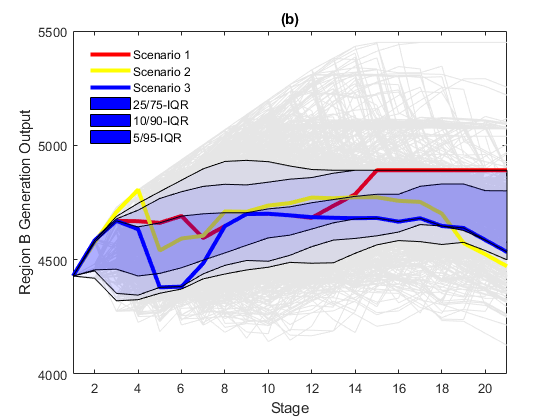 (b)
5500
5000
4500
4000
Region B Generation Output
Scenario 1
Scenario 2
Scenario 3
25/75-IQR
10/90-IQR
5/95-IQR
2 4 6 8 10 12 14 16 18 20
Stage